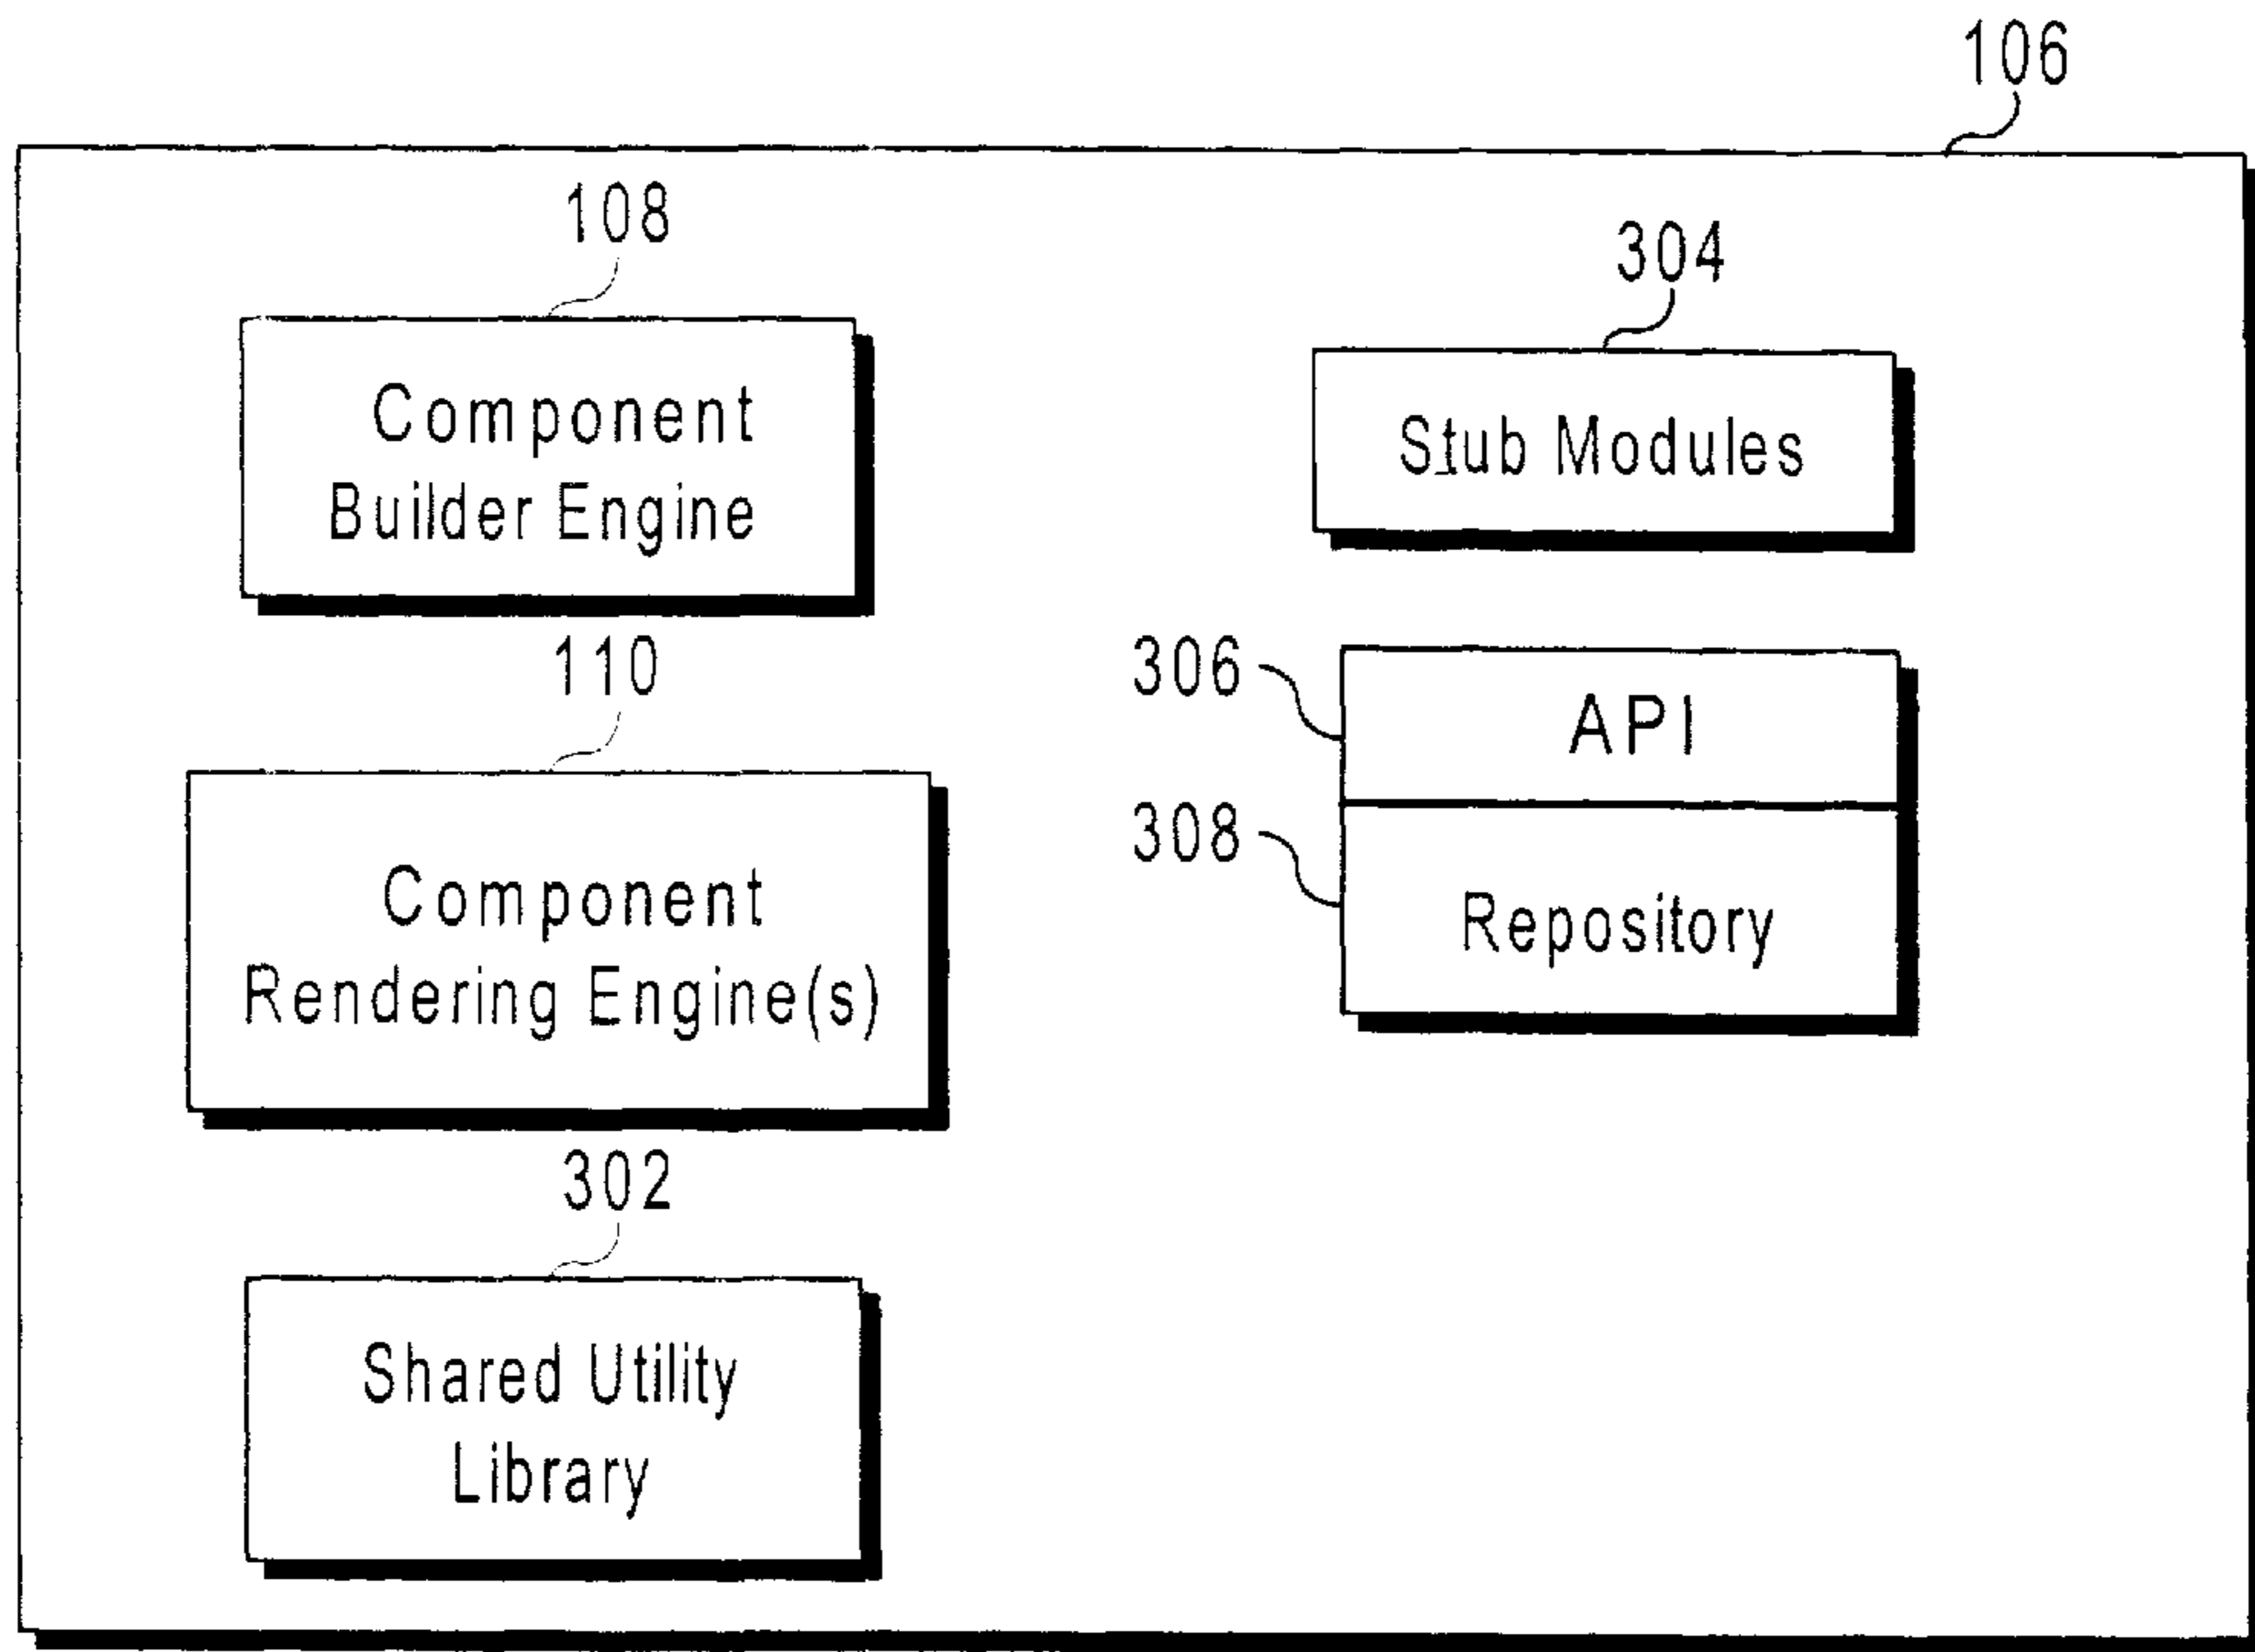 106
108
Component
Builder Engine
110
Component
Rendering Engine(s)
302
Shared Utility
Library
304
Stub Modules
306
API
308
Repository